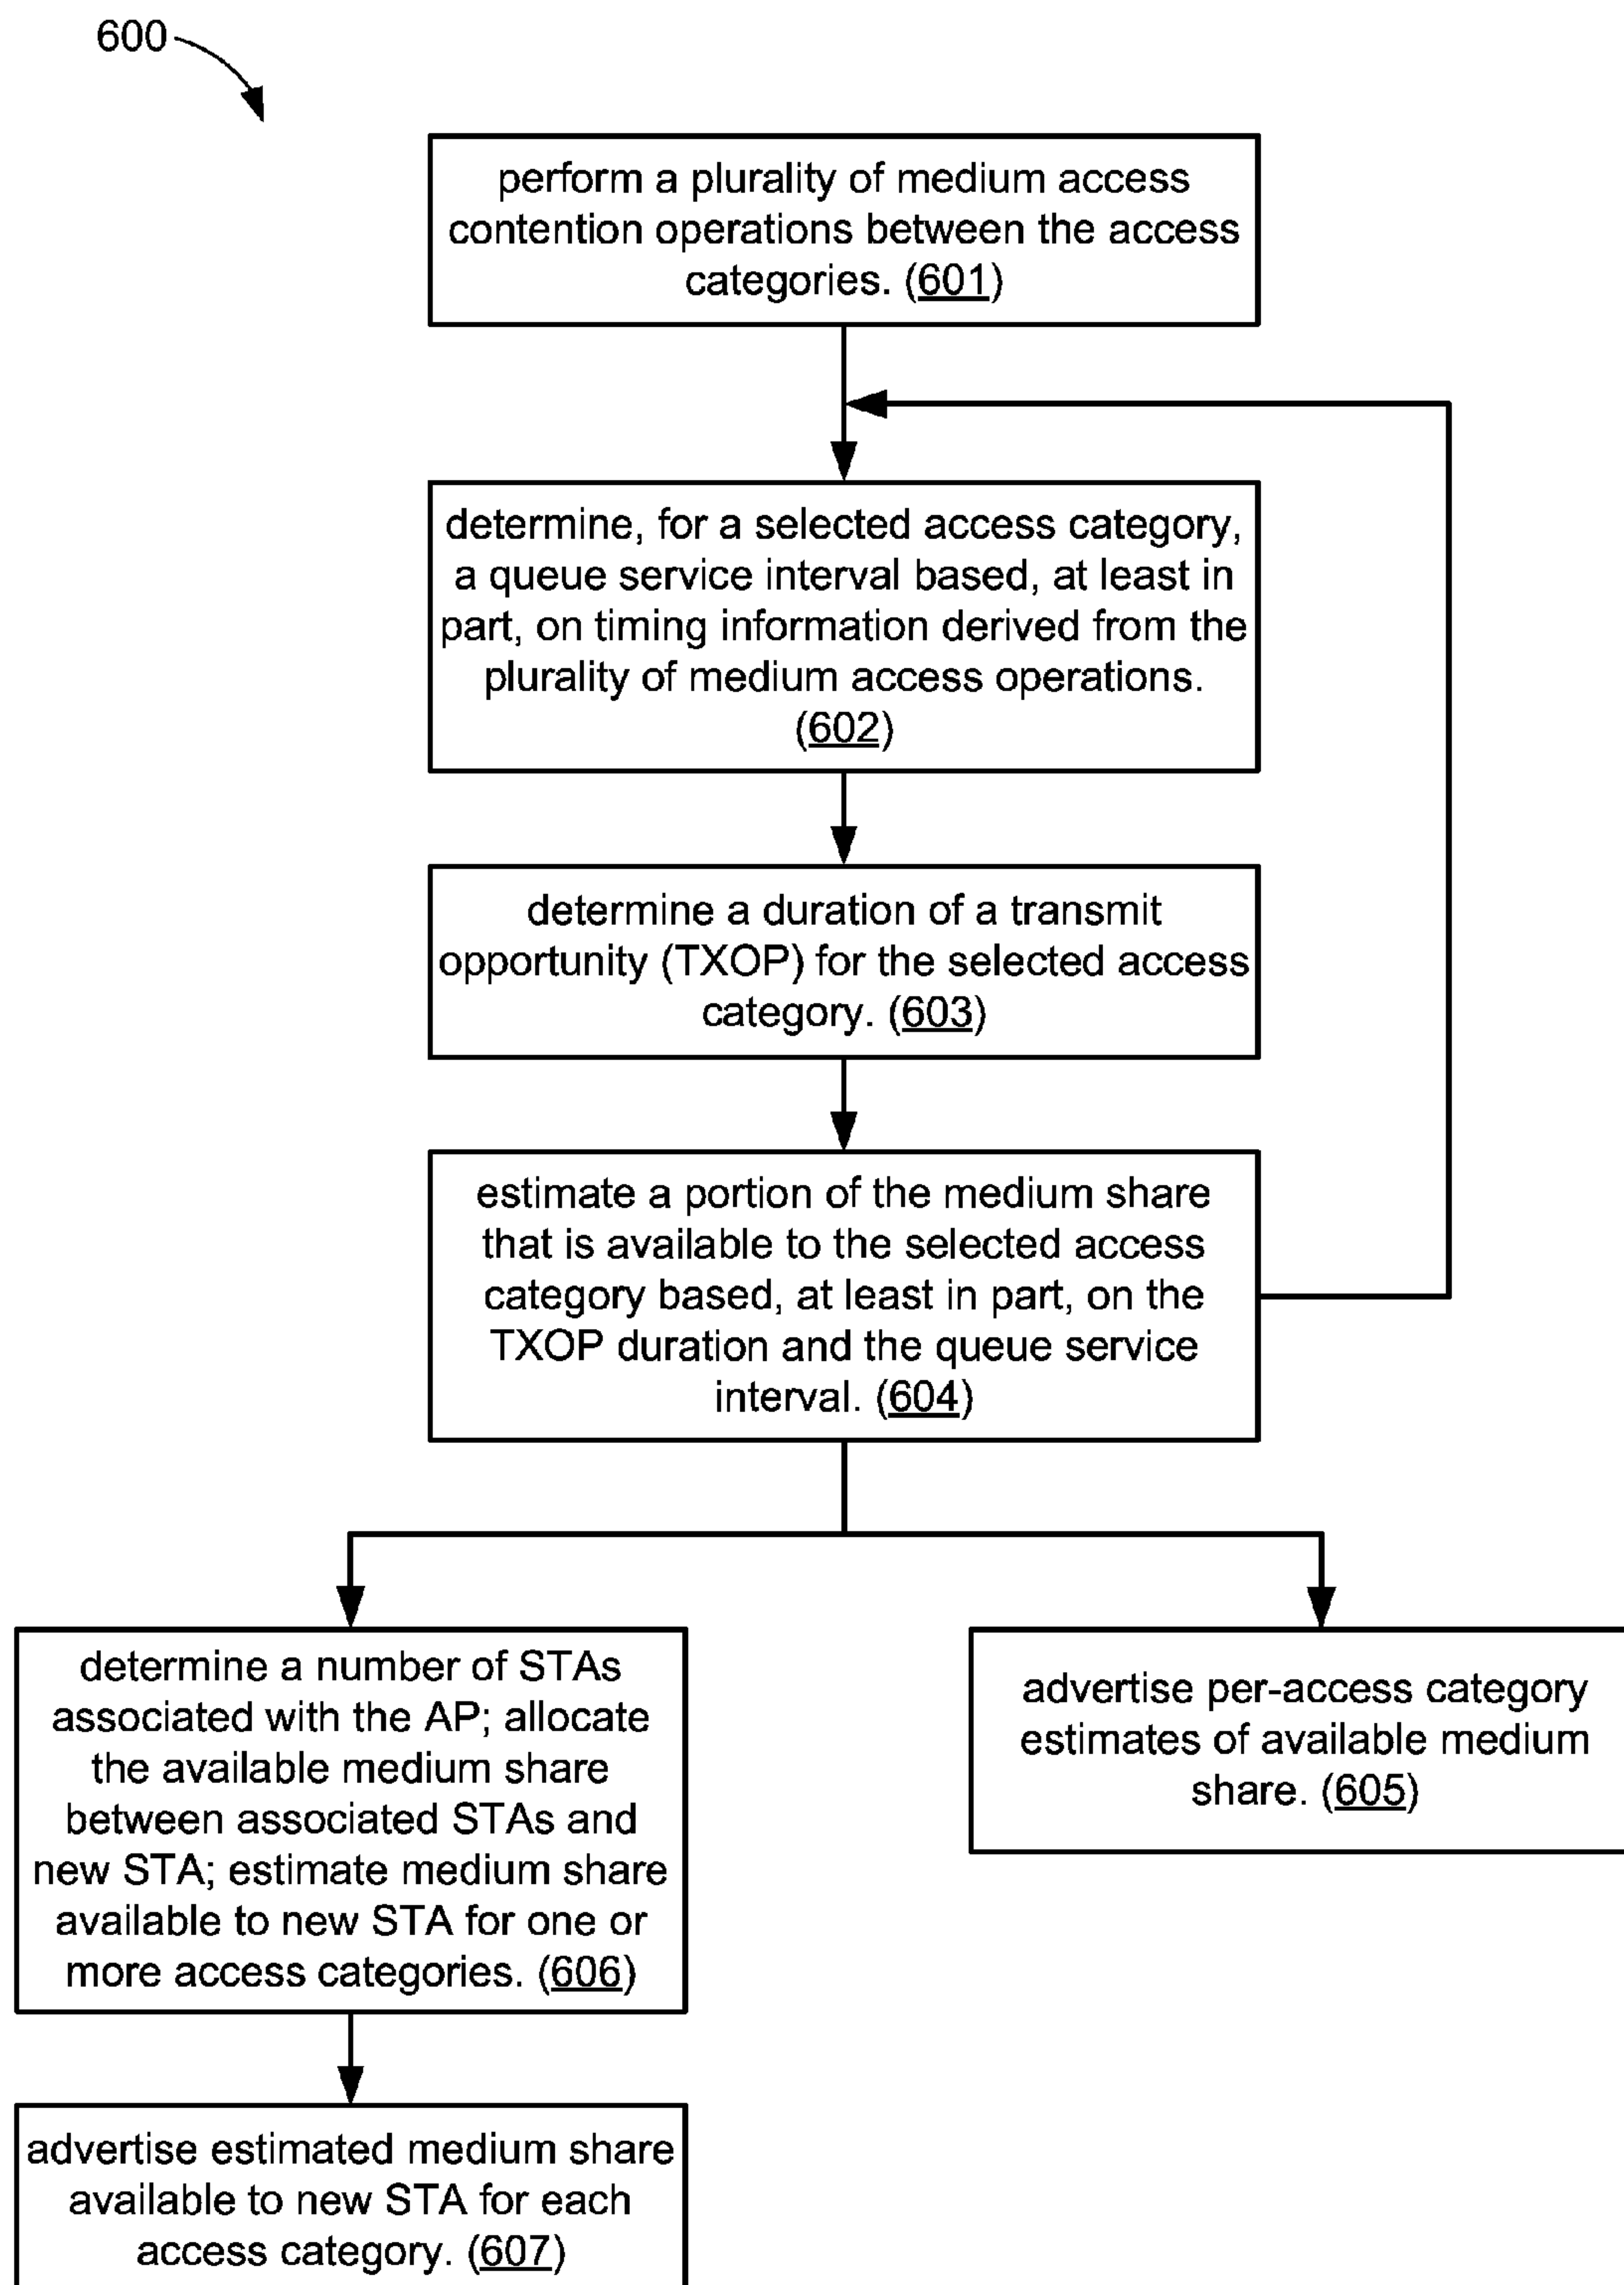 600
perform a plurality of medium access
contention operations between the access
categories. (601)
determine, for a selected access category,
a queue service interval based, at least in
part, on timing information derived from the
plurality of medium access operations.
(602)
determine a duration of a transmit
opportunity (TXOP) for the selected access
category. (603)
estimate a portion of the medium share
that is available to the selected access
category based, at least in part, on the
TXOP duration and the queue service
interval. (604)
determine a number of STAs
associated with the AP; allocate
the available medium share
between associated STAs and
new STA; estimate medium share
available to new STA for one or
more access categories. (606)
advertise per-access category
estimates of available medium
share. (605)
advertise estimated medium share
available to new STA for each
access category. (607)